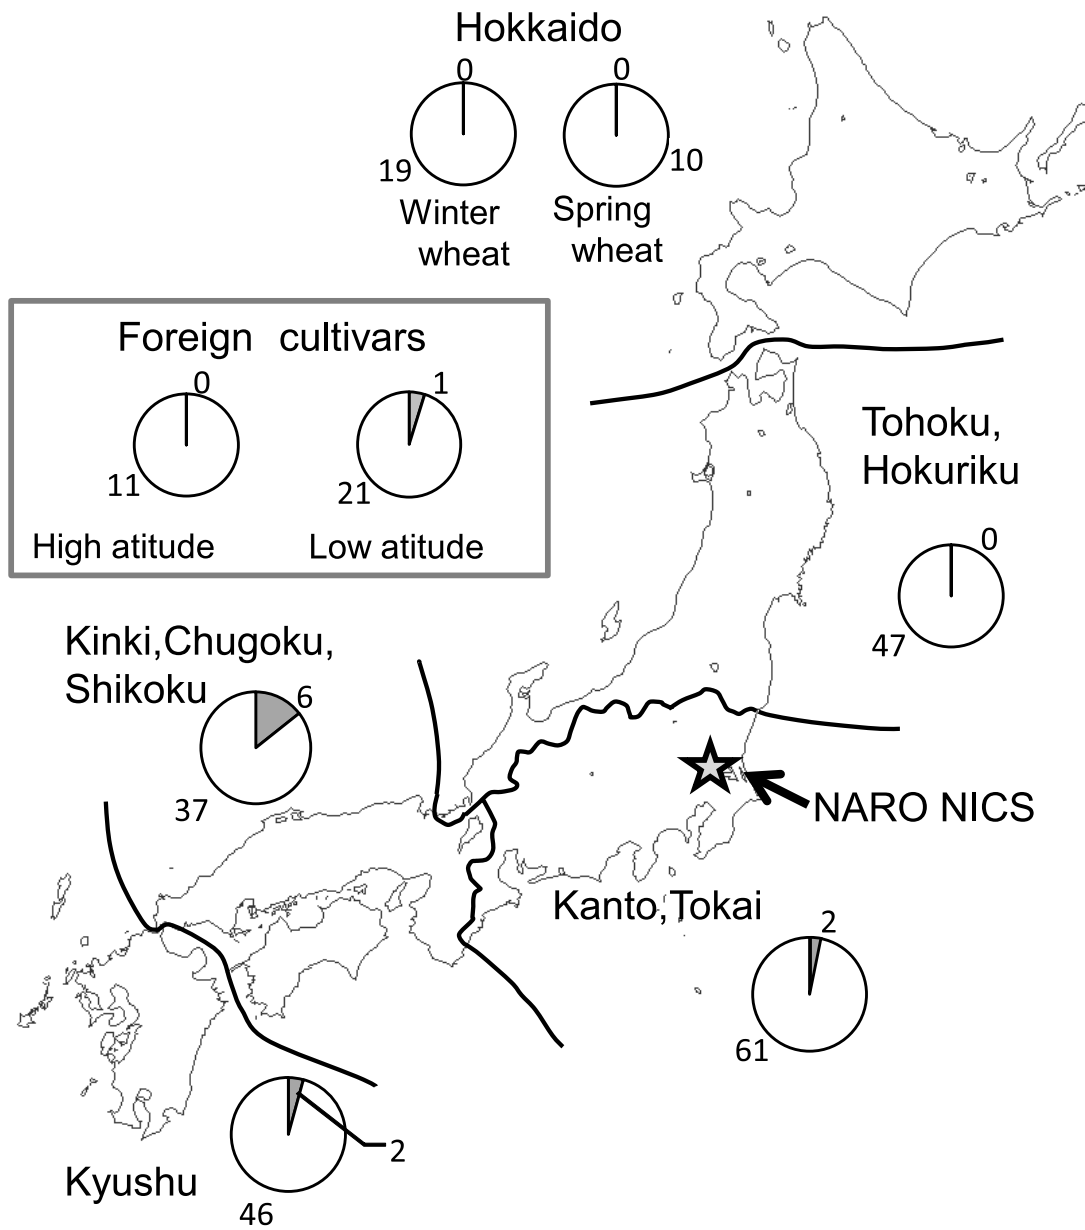 Hokkaido
0
0
19
10
Winter
wheat
Spring
wheat
Foreign cultivars
0
1
11
21
High atitude
Low atitude
Tohoku,
Hokuriku
0
47
Kinki,Chugoku,
Shikoku
6
37
NARO NICS
Kanto,Tokai
2
61
2
Kyushu
46